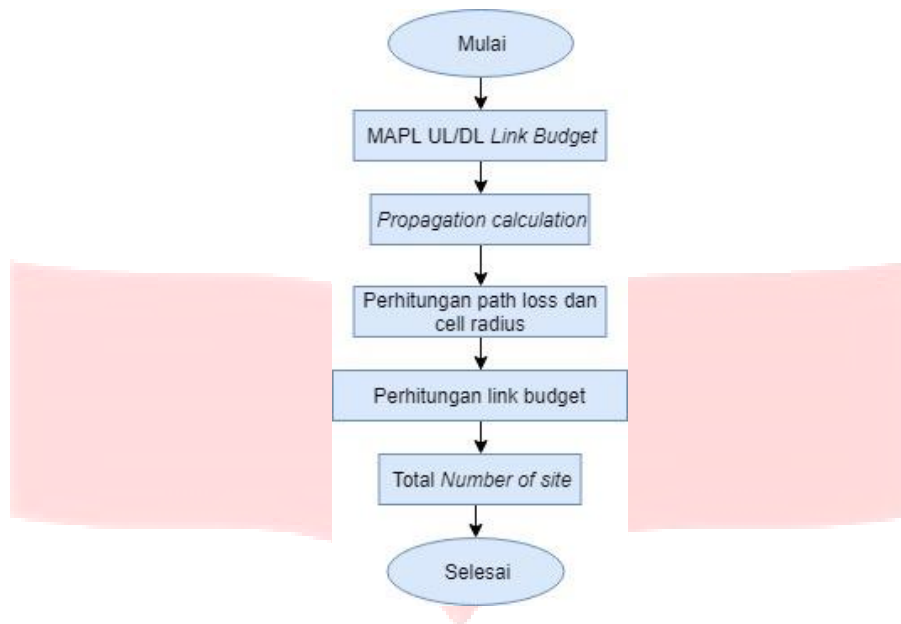 Mulai
MAPL UL/DL Link Budget
Propagation calculation
Perhitungan path loss dan
cell radius
Perhitungan link budget
Total Number of site
Selesai